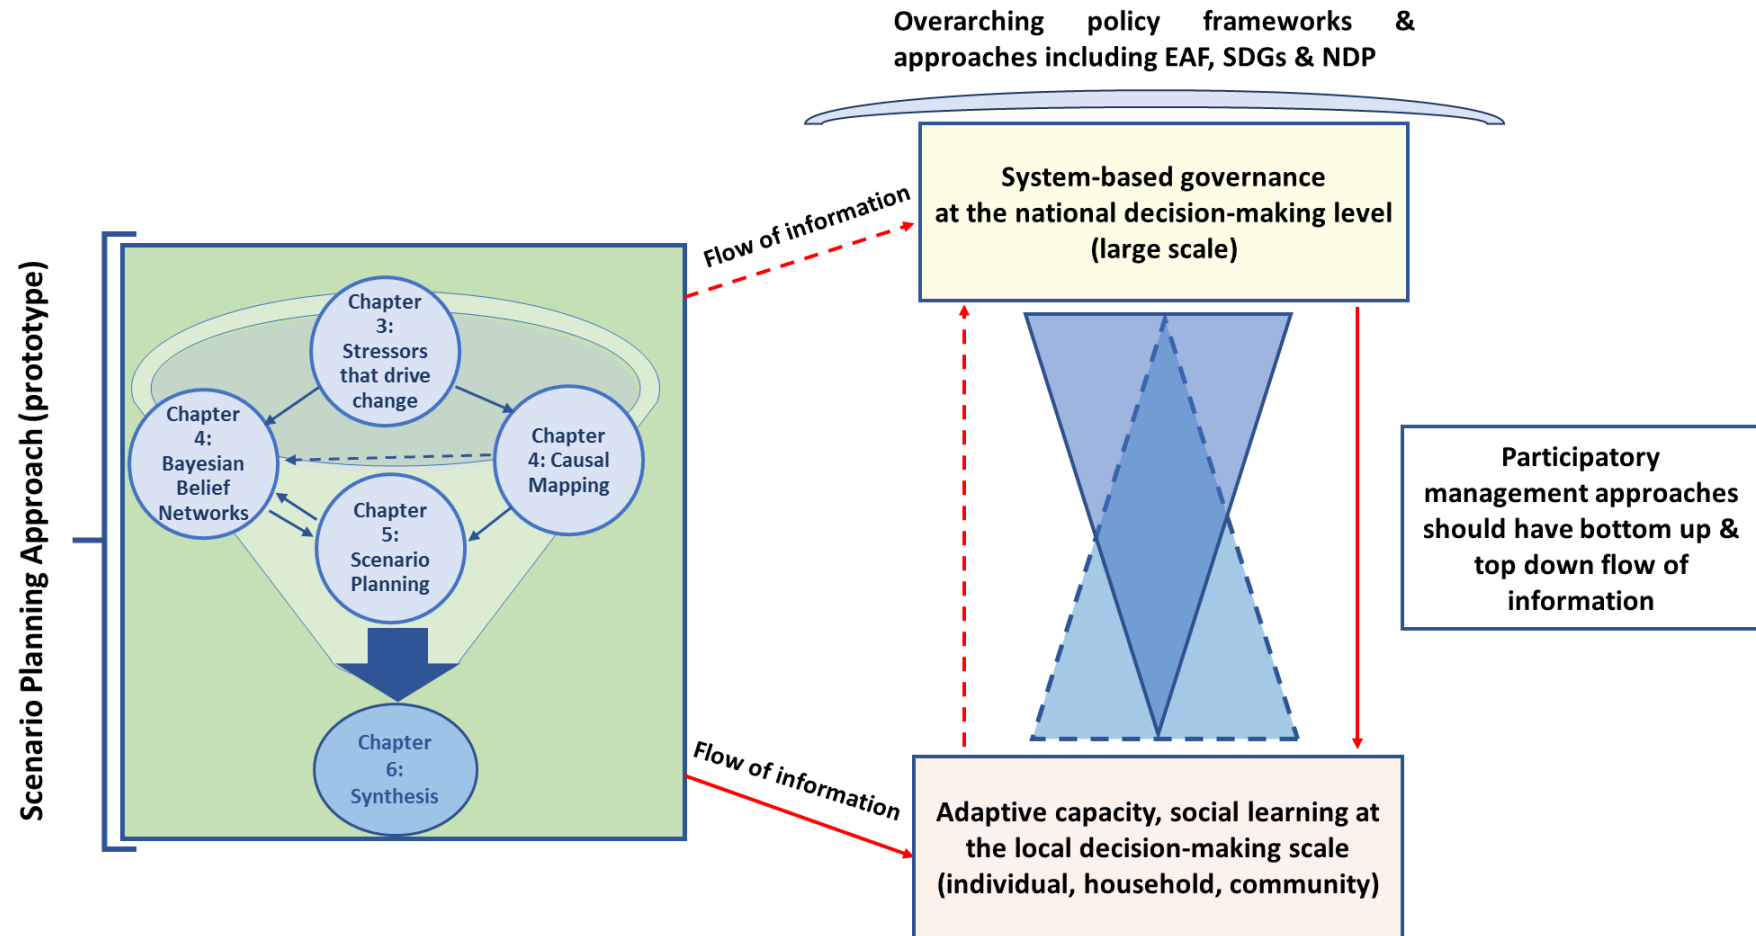 Overarching policy frameworks &
approaches including EAF, SDGs & NDP
Scenario Planning Approach (prototype)
Chapter
3:
Stressors
that drive
change
Chapter
4:
Bayesian
Belief
Networks
Chapter
4: Causal
Mapping
Chapter
5:
Scenario
Planning
Chapter
6:
Synthesis
Flow of information
Flow of information
System-based governance
at the national decision-making level
(large scale)
Participatory
management approaches
should have bottom up &
top down flow of
information
Adaptive capacity, social learning at
the local decision-making scale
(individual, household, community)